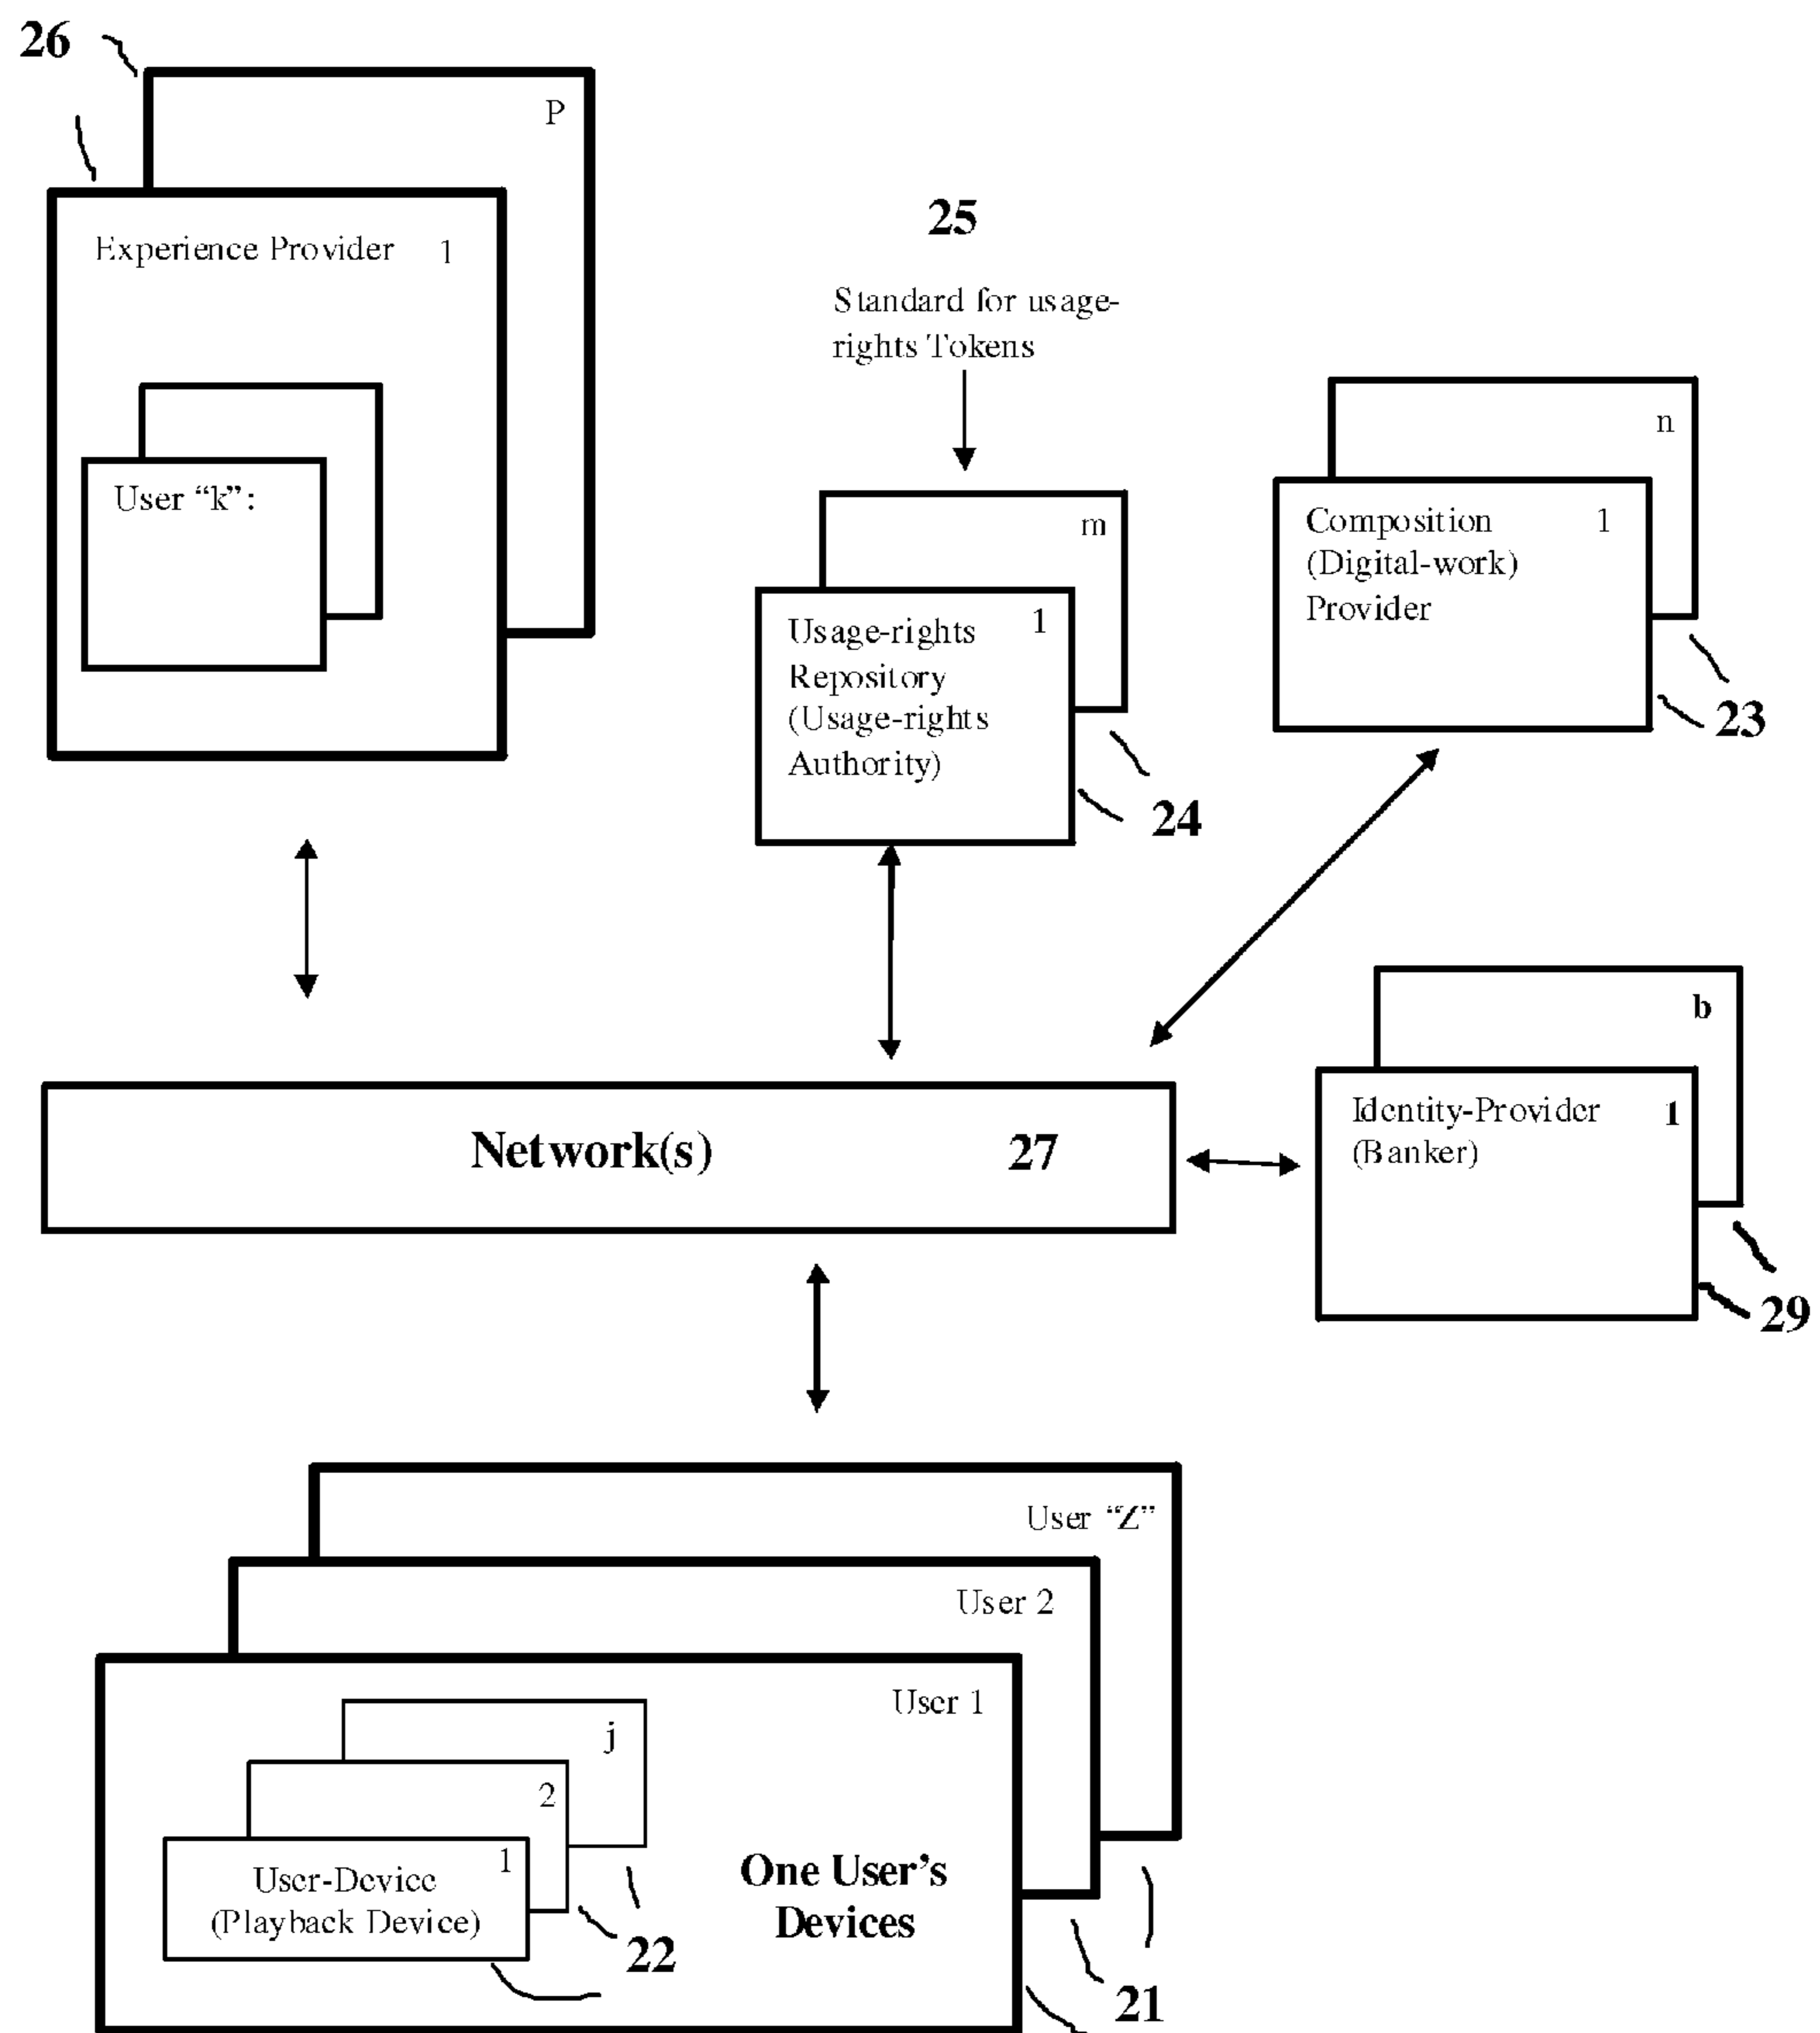 26
P
Experience Provider 1
User “k”:
25
Standard for usage-
rights Tokens
m
Usage-rights 1
Repository
(Usage-rights
Authority)
24
n
Composition 1
(Digital-work)
Provider
23
Network(s) 27
b
Identity-Provider 1
(Banker)
29
User “Z”
User 2
User 1
j
2
1
User-Device
(Playback Device)
22
One User’s
Devices
21